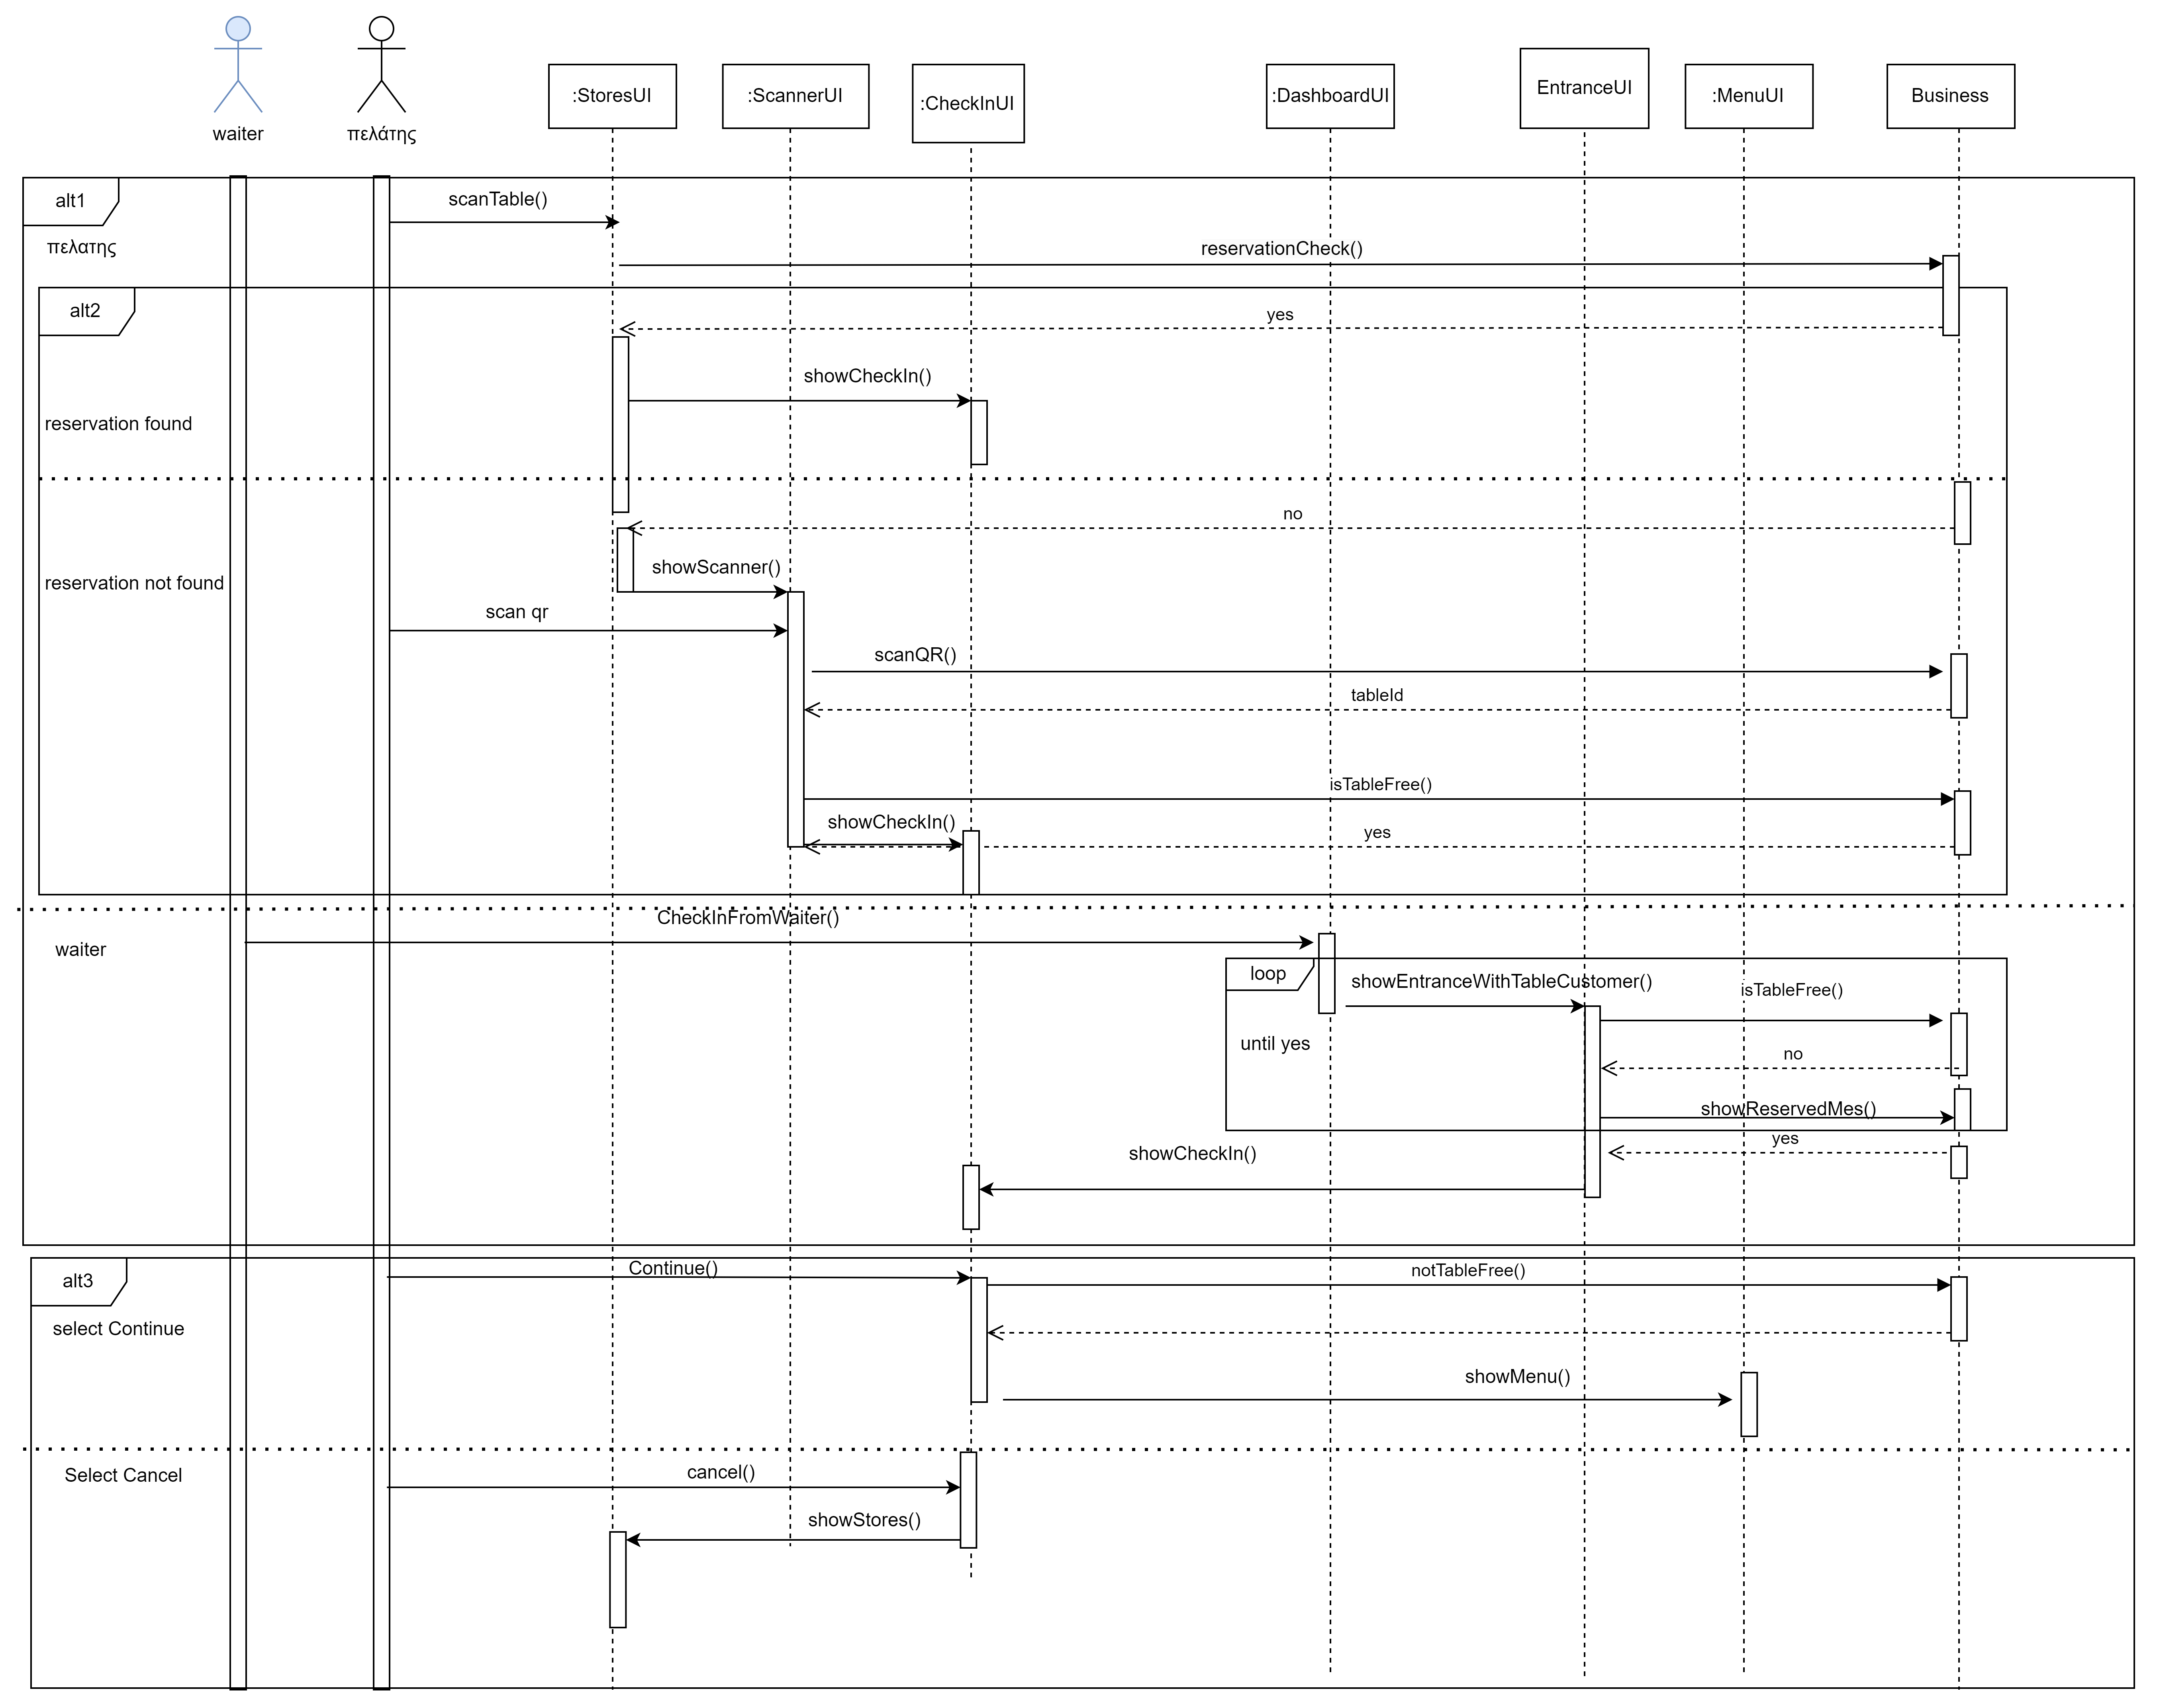 waiter
πελάτης
:StoresUI
:ScannerUI
:CheckInUI
:DashboardUI
EntranceUI
:MenuUI
Business
alt1
scanTable()
πελατης
reservationCheck()
alt2
yes
showCheckIn()
reservation found
no
showScanner()
reservation not found
scan qr
scanQR()
tableId
isTableFree()
showCheckIn()
yes
CheckInFromWaiter()
waiter
loop
showEntranceWithTableCustomer()
isTableFree()
until yes
no
showReservedMes()
yes
showCheckIn()
alt3
Continue()
notTableFree()
select Continue
showMenu()
Select Cancel
cancel()
showStores()